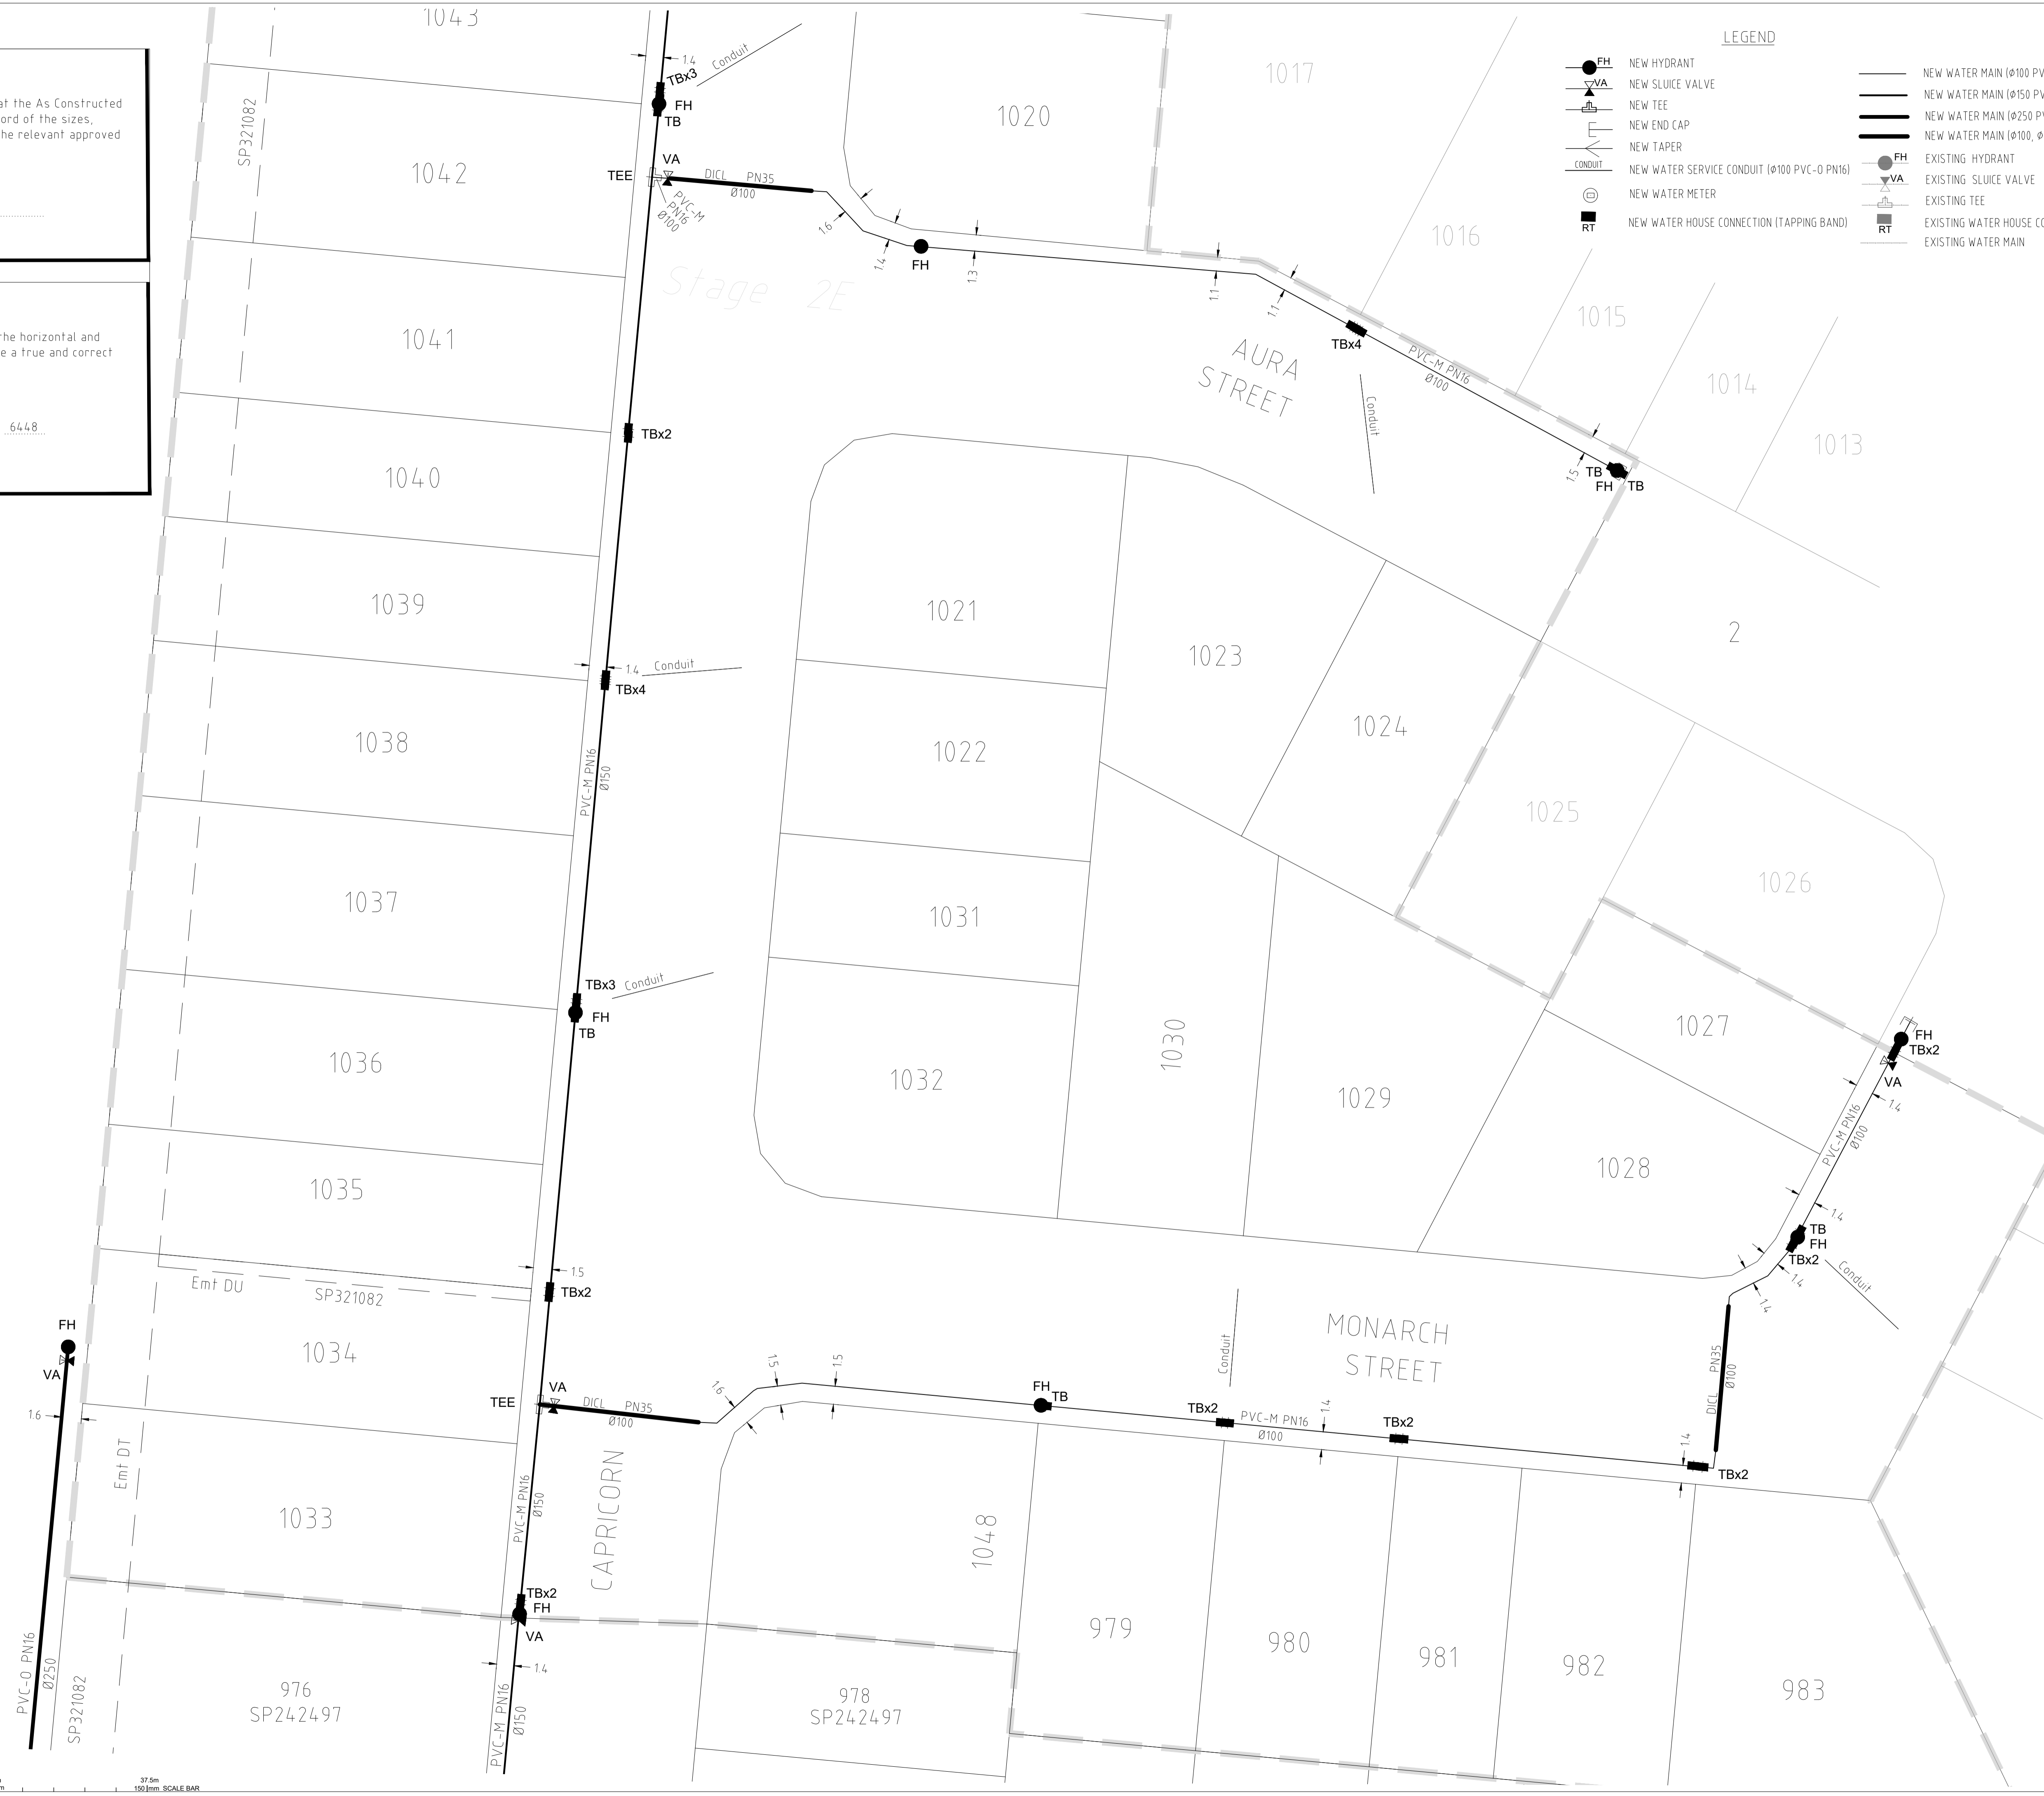 at the As Constructed
ord of the sizes,
he relevant approved
the horizontal and
e a true and correct
6448
LEGEND
FH NEW HYDRANT
VA NEW SLUICE VALVE
NEW TEE
NEW END CAP
NEW TAPER
CONDUIT NEW WATER SERVICE CONDUIT (Ø100 PVC-O PN16)
NEW WATER METER
RT NEW WATER HOUSE CONNECTION (TAPPING BAND)
NEW WATER MAIN (Ø100 PV
NEW WATER MAIN (Ø150 PV
NEW WATER MAIN (Ø250 PV
NEW WATER MAIN (Ø100, Ø
FH EXISTING HYDRANT
VA EXISTING SLUICE VALVE
EXISTING TEE
RT EXISTING WATER HOUSE CO
EXISTING WATER MAIN
1043
1.4
Conduit
TBx3
FH
TB
SP321082
1042
TEE
VA
DICL PN35
Ø100
PVC-M
PN16
Ø100
1020
1017
1016
1015
1014
1013
1.6
1.4
FH
1.3
1.1
1.1
Stage 2E
TBx4
PVC-M PN16
Ø100
AURA
STREET
Conduit
1.5
TB
FH
TB
1041
TBx2
1040
1039
1.4
Conduit
TBx4
1038
PVC-M PN16
Ø150
1037
TBx3
Conduit
FH
TB
1036
1035
1021
1022
1023
1024
1025
1026
2
1031
1032
1030
1029
1027
1028
FH
TBx2
VA
1.4
PVC-M PN16
Ø100
1.4
TB
FH
TBx2
1.4
1.4
Conduit
DICL PN35
Ø100
1.5
TBx2
Emt DU
SP321082
1034
FH
VA
1.6
TEE
VA
DICL PN35
Ø100
1.6
1.5
1.5
FH
TB
Conduit
MONARCH
STREET
TBx2
PVC-M PN16
Ø100
1.4
TBx2
1.4
TBx2
Emt DT
1033
PVC-M PN16
Ø150
CAPRICORN
TBx2
FH
VA
1.4
PVC-M PN16
Ø150
PVC-O PN16
Ø250
SP321082
976
SP242497
978
SP242497
1048
979
980
981
982
983
37.5m
150 mm SCALE BAR